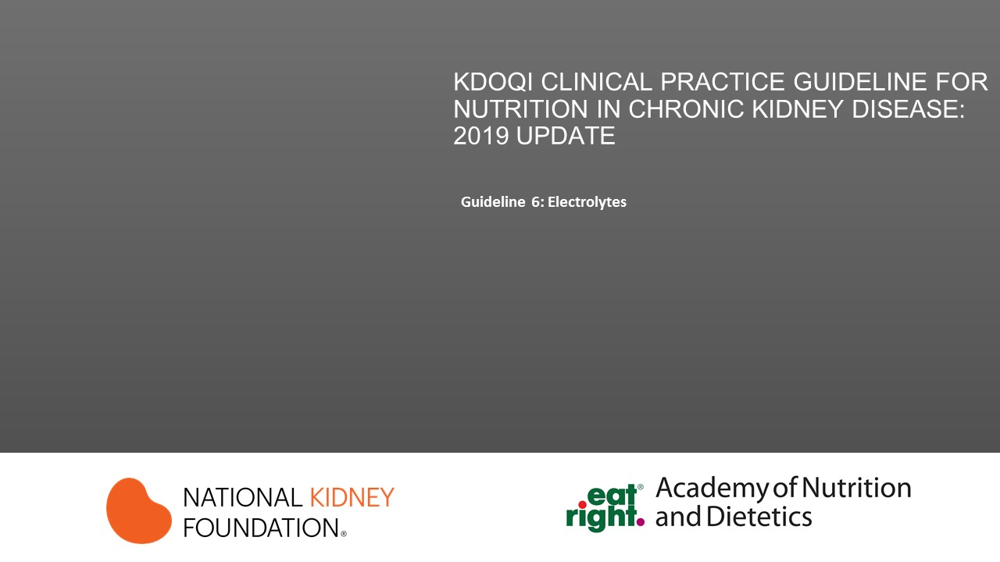 KDOQI CLINICAL PRACTICE GUIDELINE FOR
NUTRITION IN CHRONIC KIDNEY DISEASE:
2019 UPDATE
Guideline 6: Electrolytes
NATIONAL KIDNEY
FOUNDATION®
eat®
right.
Academy of Nutrition
and Dietetics